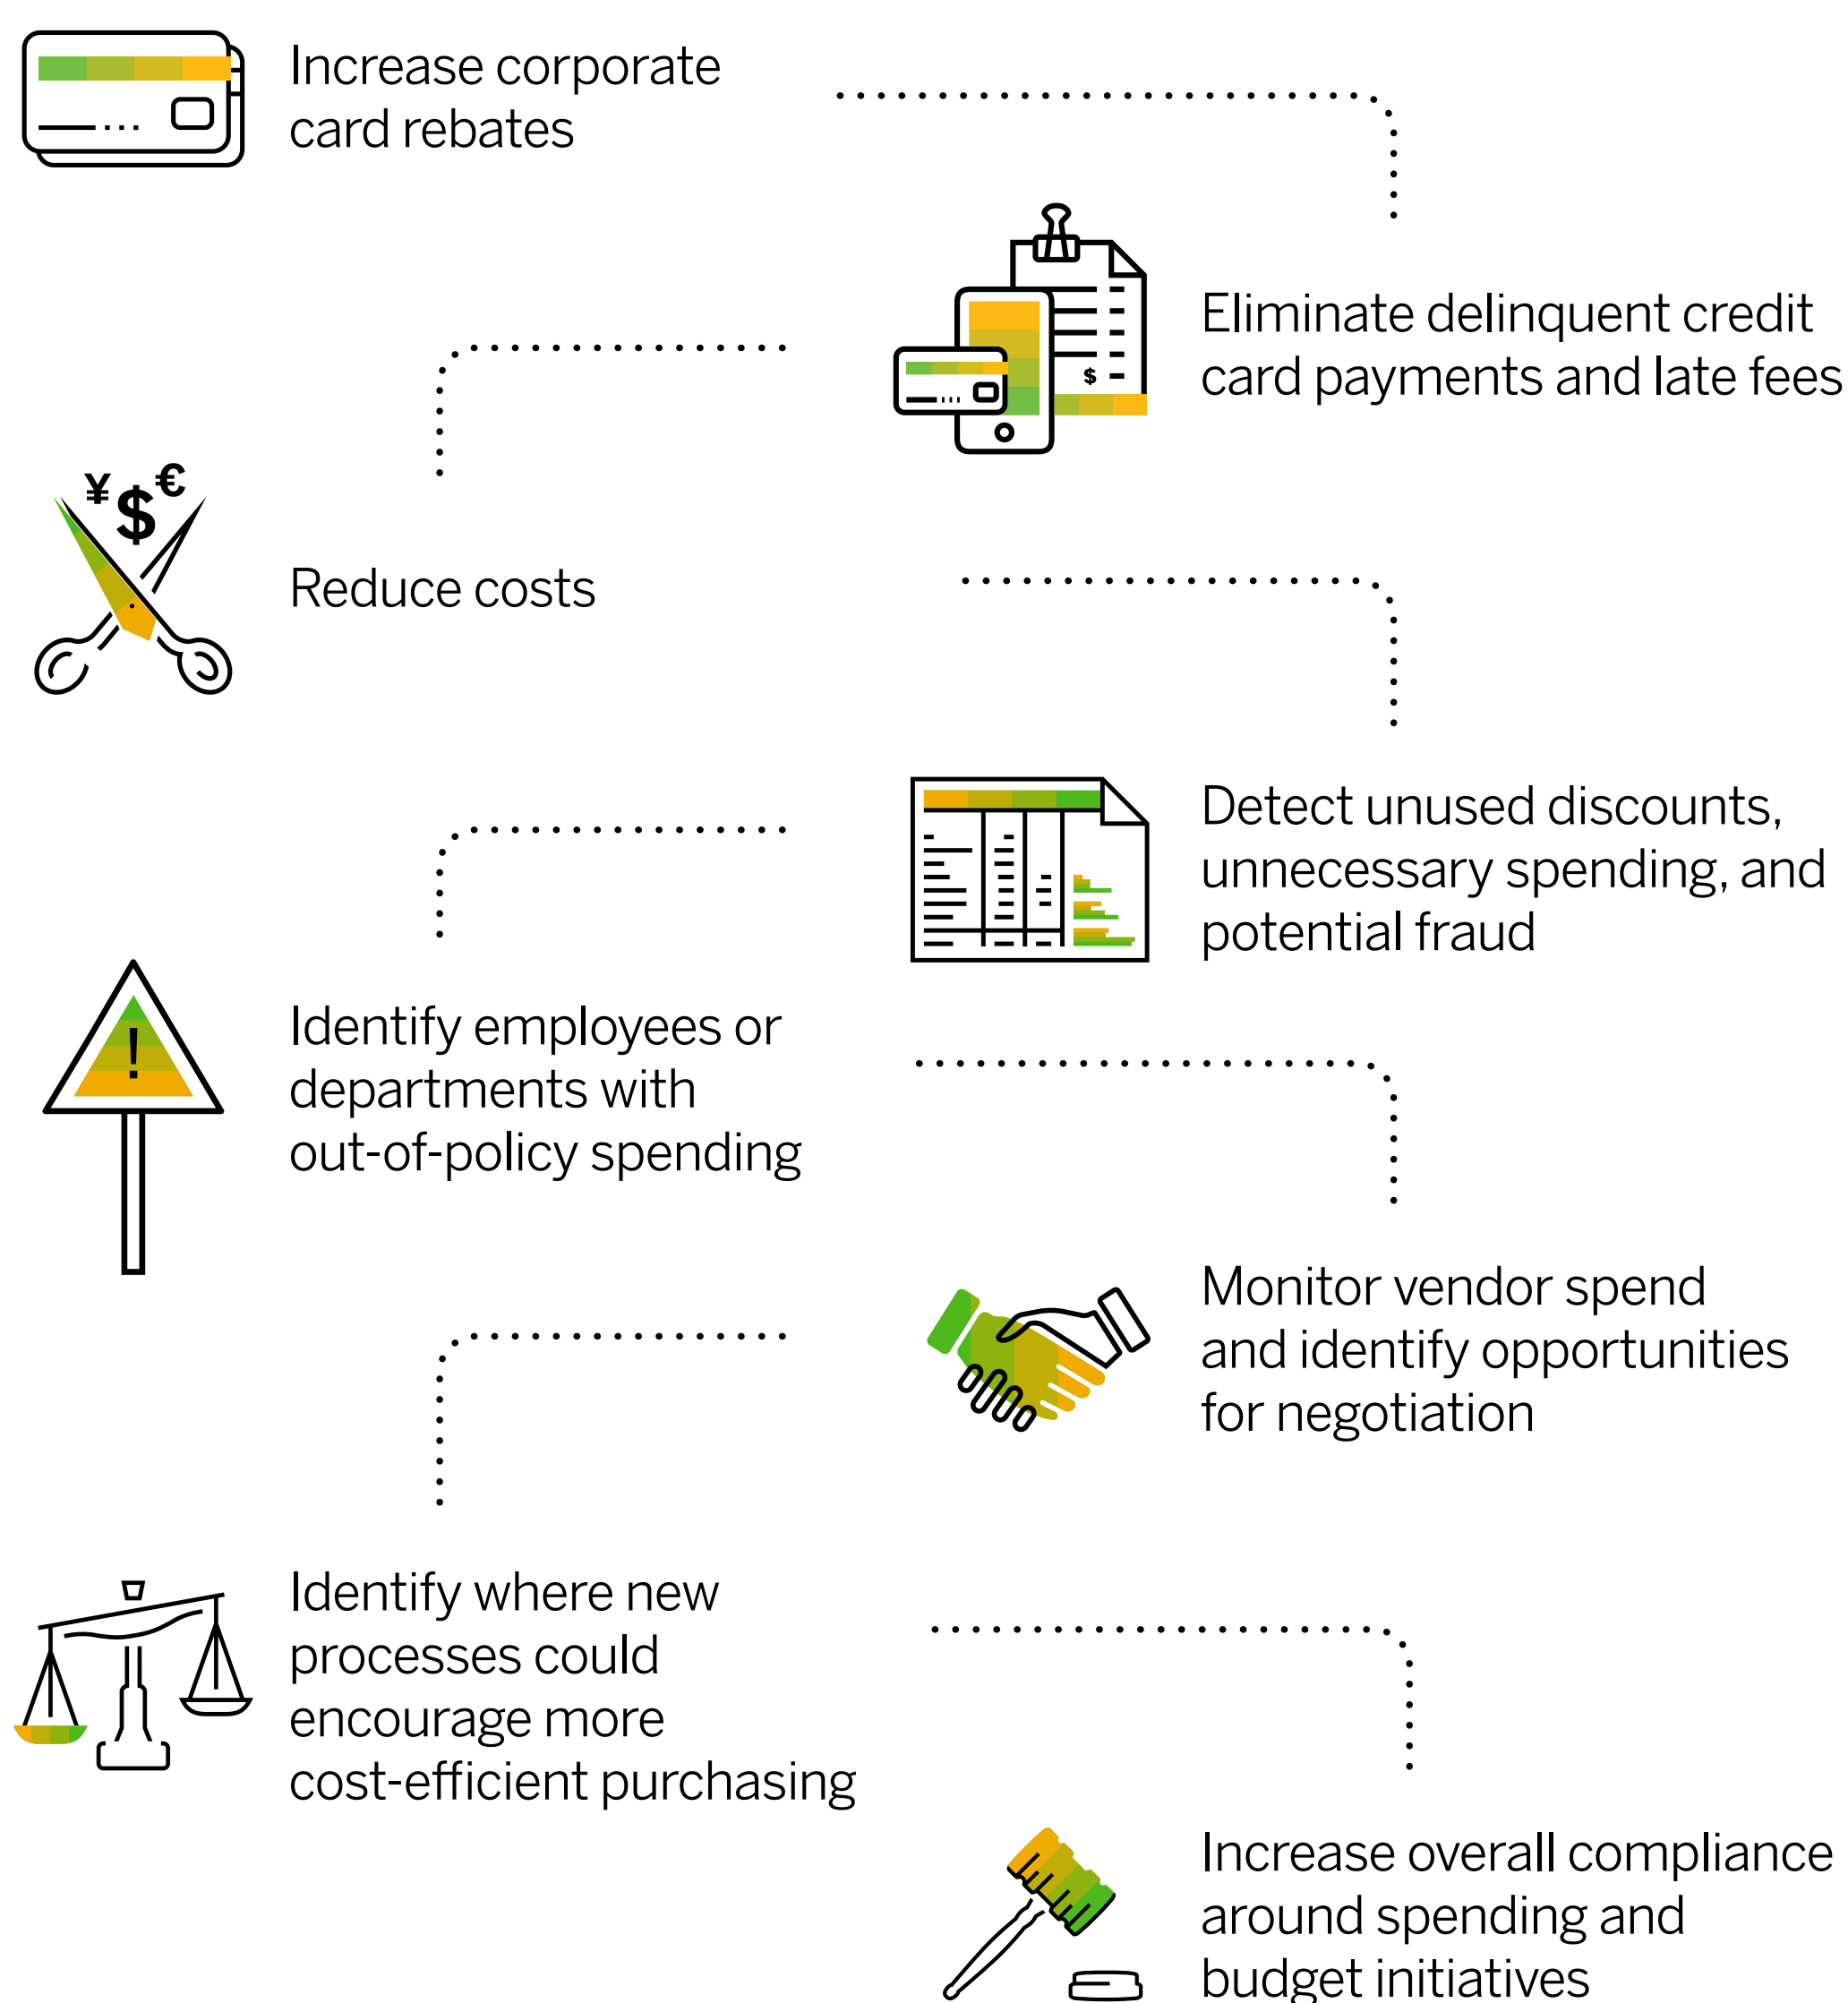 Increase corporate
card rebates
$
Eliminate delinquent credit
card payments and late fees
¥ $ €
Reduce costs
Detect unused discounts,
unnecessary spending, and
potential fraud
!
Identify employees or
departments with
out-of-policy spending
Monitor vendor spend
and identify opportunities
for negotiation
Identify where new
processes could
encourage more
cost-efficient purchasing
Increase overall compliance
around spending and
budget initiatives